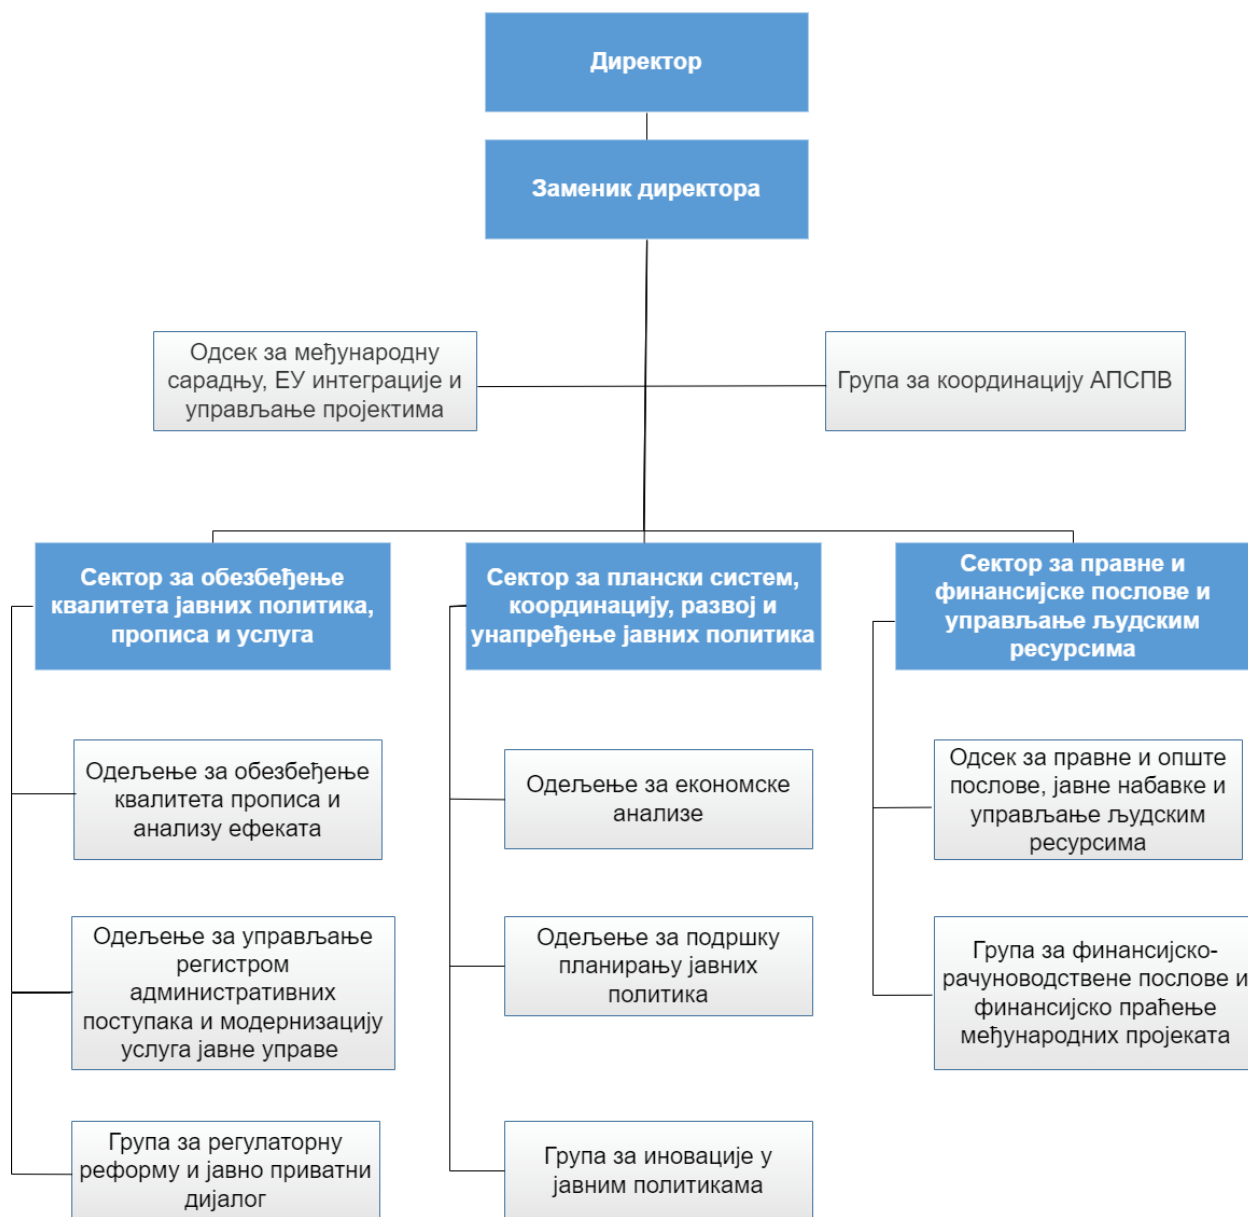 Директор
Заменик директора
Одсек за међународну
сарадњу, ЕУ интеграције и
управљање пројектима
Група за координацију АПСПВ
Сектор за обезбеђење
квалитета јавних политика,
прописа и услуга
Сектор за плански систем,
координацију, развој и
унапређење јавних политика
Сектор за правне и
финансијске послове и
управљање људским
ресурсима
Одељење за обезбеђење
квалитета прописа и
анализу ефеката
Одељење за економске
анализе
Одсек за правне и опште
послове, јавне набавке и
управљање људским
ресурсима
Одељење за управљање
регистром
административних
поступака и модернизацију
услуга јавне управе
Одељење за подршку
планирању јавних
политика
Група за финансијско-
рачуноводствене послове и
финансијско праћење
међународних пројеката
Група за регулаторну
реформу и јавно приватни
дијалог
Група за иновације у
јавним политикама